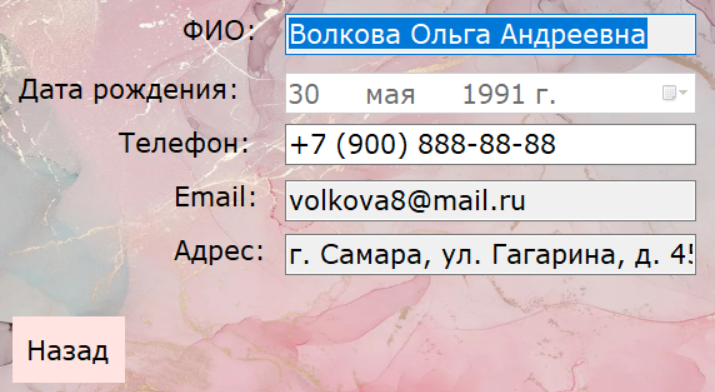 ФИО: Волкова Ольга Андреевна
Дата рождения: 30 мая 1991 г.
Телефон: +7 (900) 888-88-88
Email: volkova8@mail.ru
Адрес: г. Самара, ул. Гагарина, д. 45
Назад